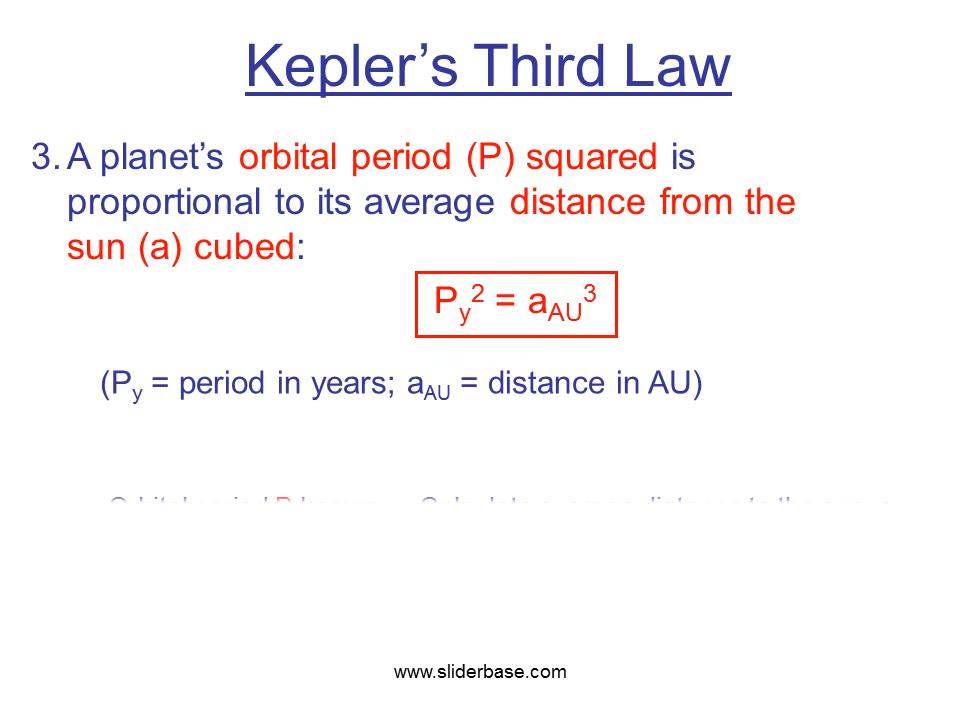 Kepler’s Third Law
3. A planet’s orbital period (P) squared is
proportional to its average distance from the
sun (a) cubed:
Py² = aAU³
(Py = period in years; aAU = distance in AU)
www.sliderbase.com